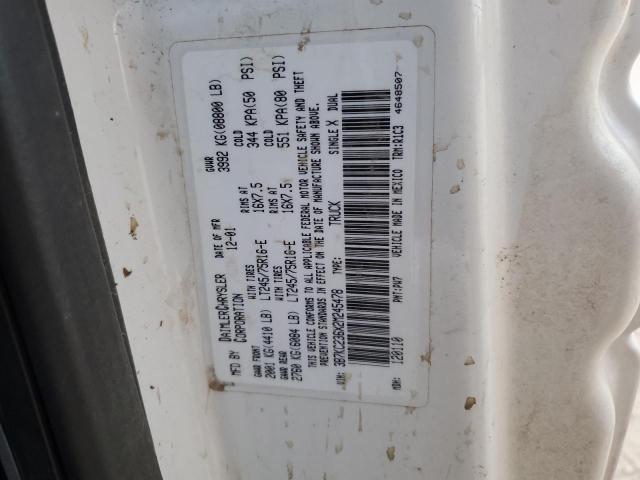 MFD BY DAIMLERCHRYSLER CORPORATION DATE OF MFR 12-01 GVWR 3992 KG(08800 LB)
GAWR FRONT WITH TIRES RIMS AT COLD
2001 KG(4410 LB) LT245/75R16-E 16X7.5 344 KPA(50 PSI)
GAWR REAR WITH TIRES RIMS AT COLD
2760 KG(6084 LB) LT245/75R16-E 16X7.5 551 KPA(80 PSI)
THIS VEHICLE CONFORMS TO ALL APPLICABLE FEDERAL MOTOR VEHICLE SAFETY AND THEFT
PREVENTION STANDARDS IN EFFECT ON THE DATE OF MANUFACTURE SHOWN ABOVE.
3B7KC236X2M245478 TYPE: TRUCK SINGLE X DUAL
MDH: 120110 PNT: PW7 VEHICLE MADE IN MEXICO TRM: R1C3 4648507